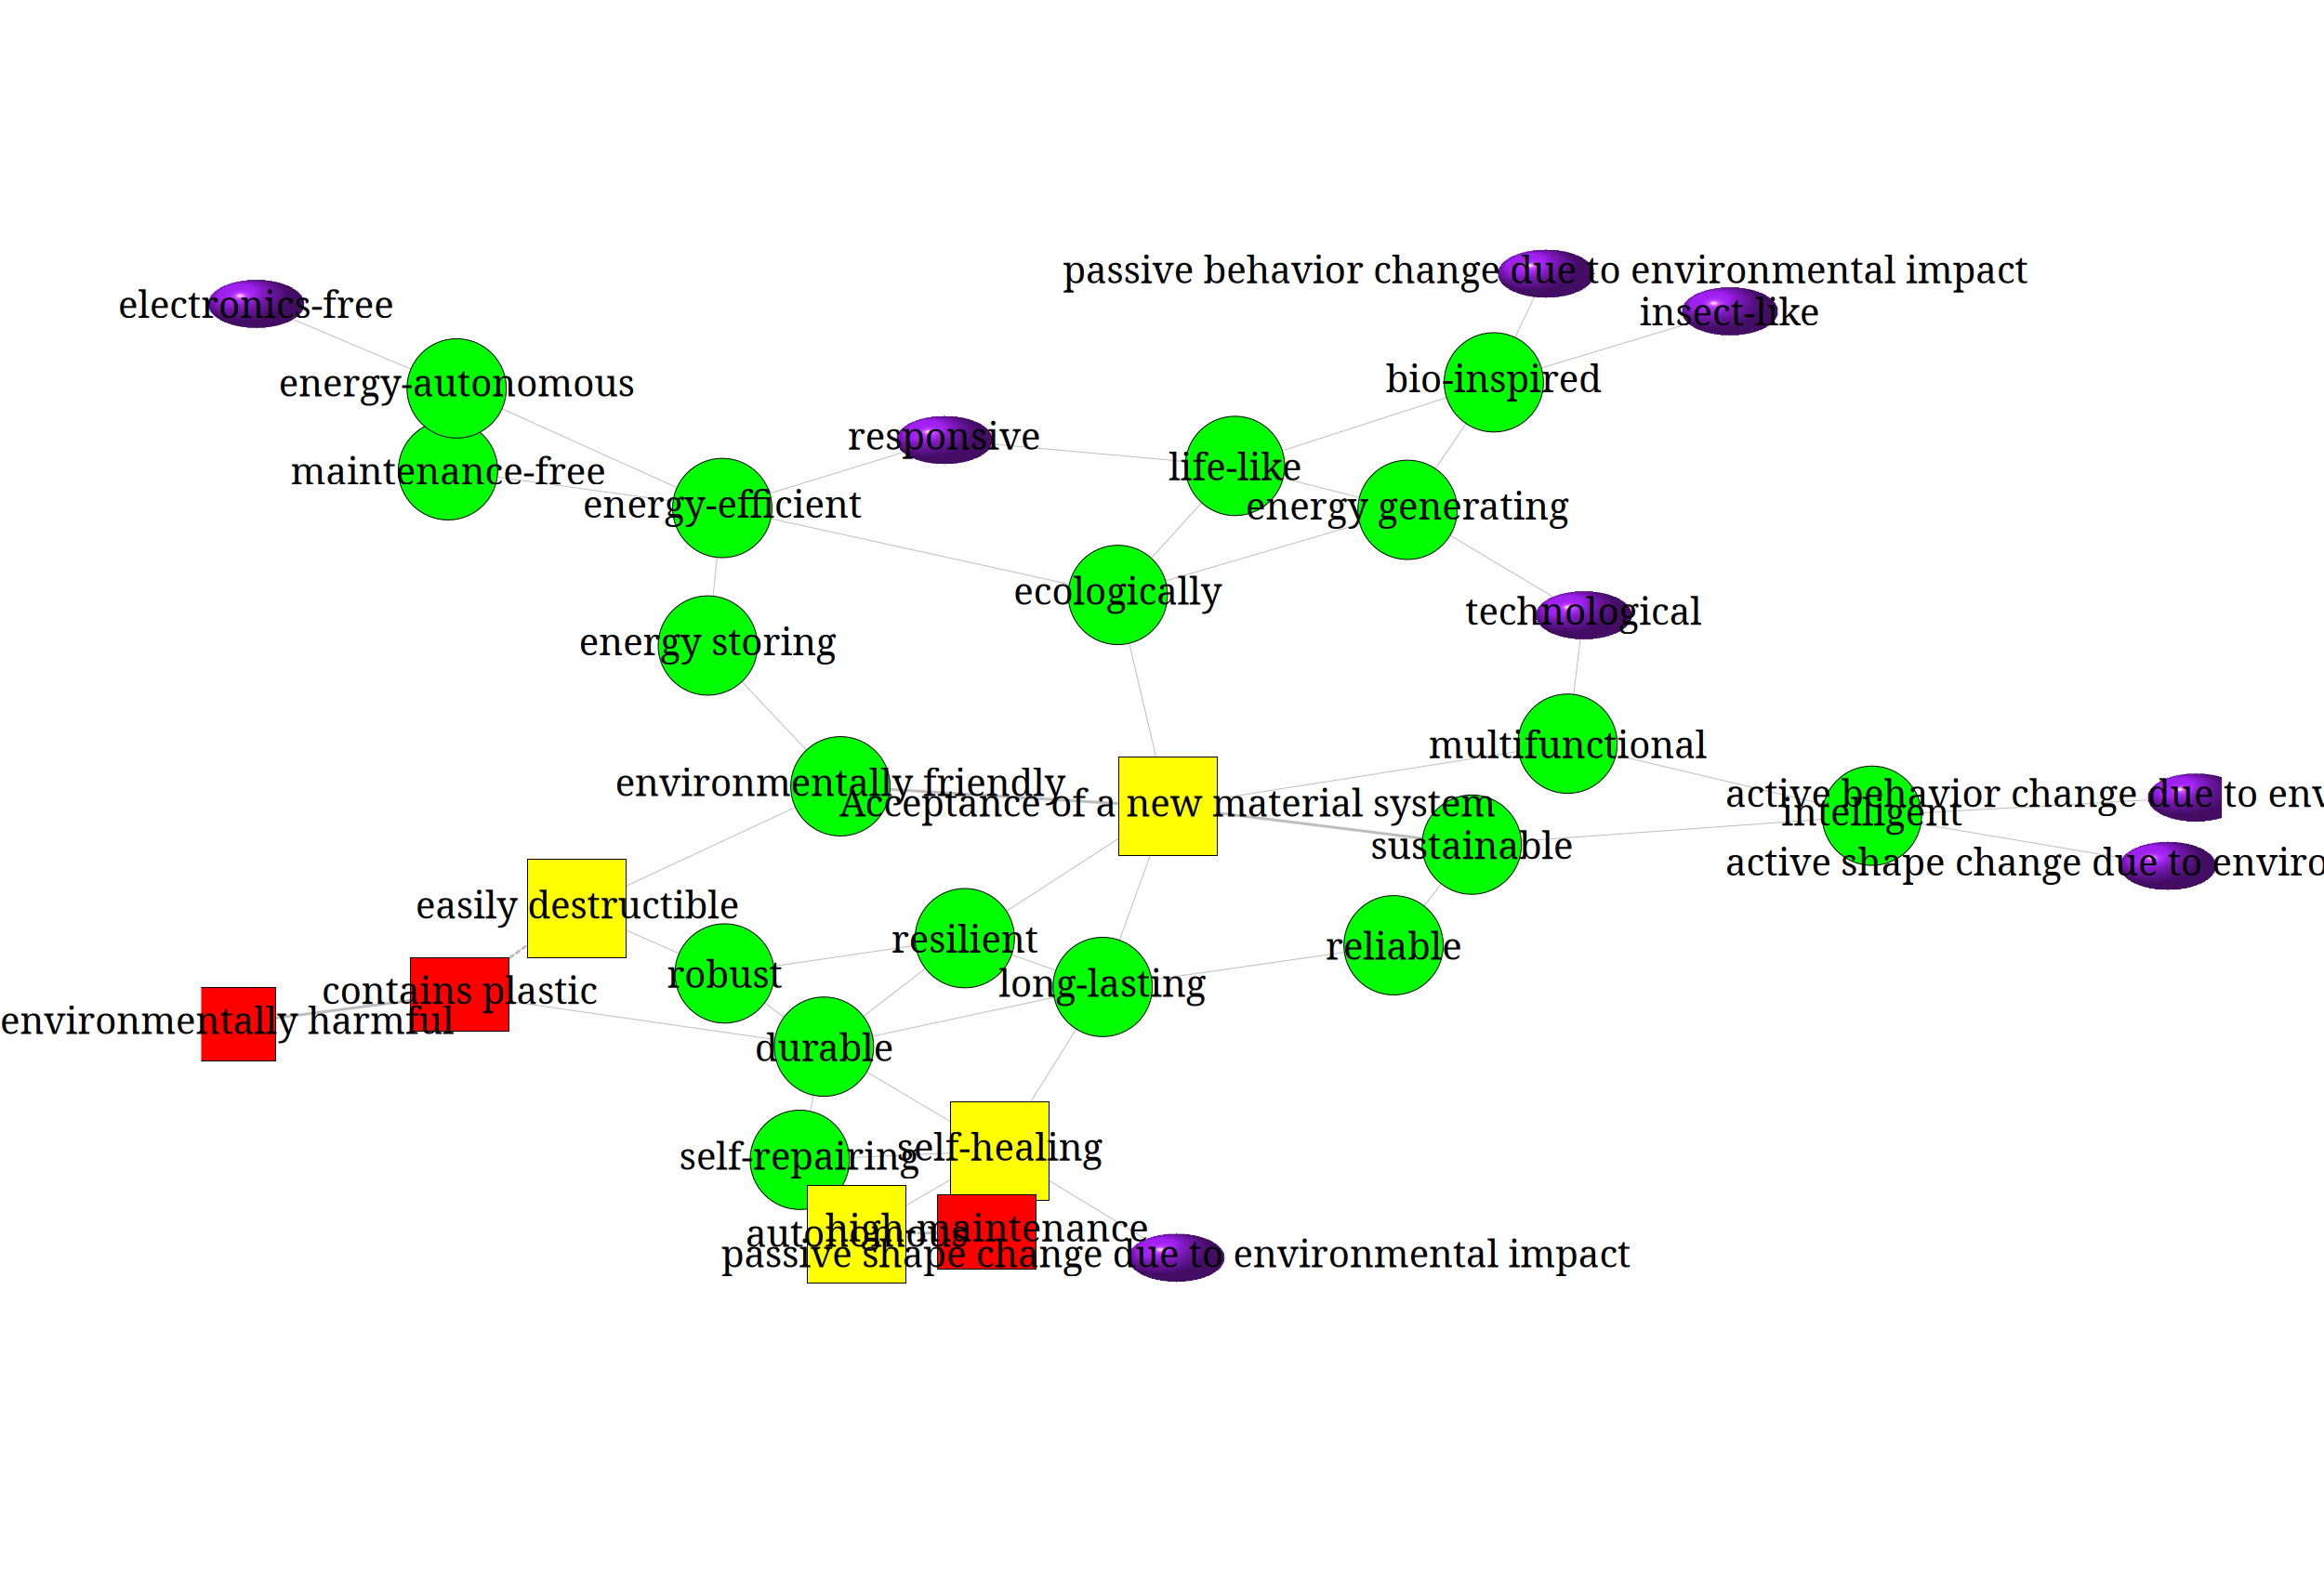 passive behavior change due to environmental impact
electronics-free
insect-like
energy-autonomous
bio-inspired
responsive
maintenance-free
life-like
energy-efficient
energy generating
ecologically
technological
energy storing
multifunctional
environmentally friendly
active behavior change due to env
Acceptance of a new material system
intelligent
sustainable
active shape change due to enviro
easily destructible
resilient
reliable
robust
long-lasting
contains plastic
environmentally harmful
durable
self-healing
self-repairing
high-maintenance
autonomous
passive shape change due to environmental impact